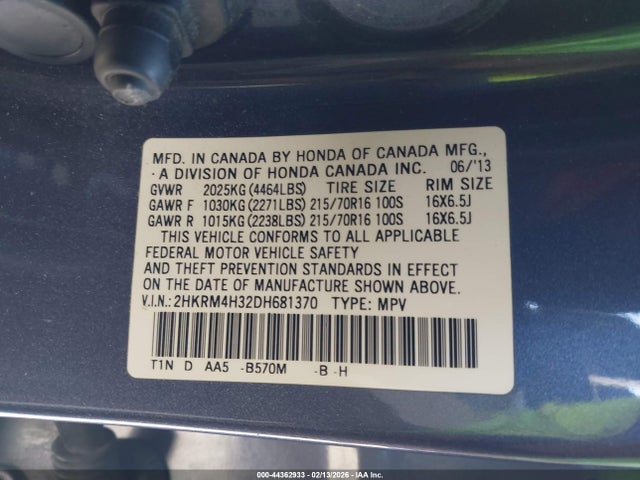 MFD. IN CANADA BY HONDA OF CANADA MFG.,
A DIVISION OF HONDA CANADA INC. 06/'13
GVWR 2025KG (4464LBS) TIRE SIZE RIM SIZE
GAWR F 1030KG (2271LBS) 215/70R16 100S 16X6.5J
GAWR R 1015KG (2238LBS) 215/70R16 100S 16X6.5J
THIS VEHICLE CONFORMS TO ALL APPLICABLE
FEDERAL MOTOR VEHICLE SAFETY
AND THEFT PREVENTION STANDARDS IN EFFECT
ON THE DATE OF MANUFACTURE SHOWN ABOVE.
V.I.N.: 2HKRM4H32DH681370 TYPE: MPV
T1N D AA5 -B570M -B -H
000-44362933 - 02/13/2026 - IAA Inc.